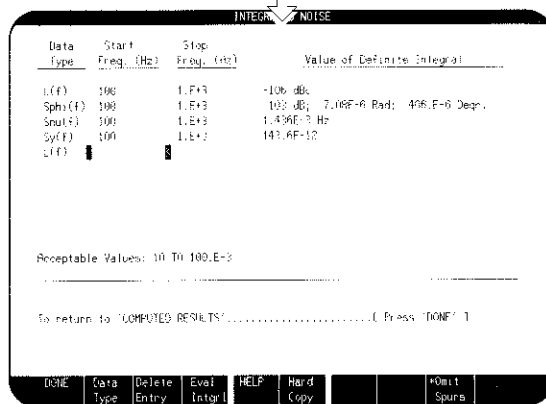 INTEGRATED NOISE
Data Start Stop
Type Freq. (Hz) Freq. (Hz) Value of Definite Integral
L(f) 100 1.E+3 -106 dBc
Sphi(f) 100 1.E+3 103 dB; 7.08E-6 Rad; 406.E-6 Degr.
Snu(f) 100 1.E+3 1.436E-3 Hz
Sy(f) 100 1.E+3 143.6E-12
L(f)
Acceptable Values: 10 TO 100.E-3
To return to 'COMPUTED RESULTS'........................[ Press 'DONE' ]
DONE Data Delete Eval HELP Hard *Omit
Type Entry Intgrl Copy Spurs